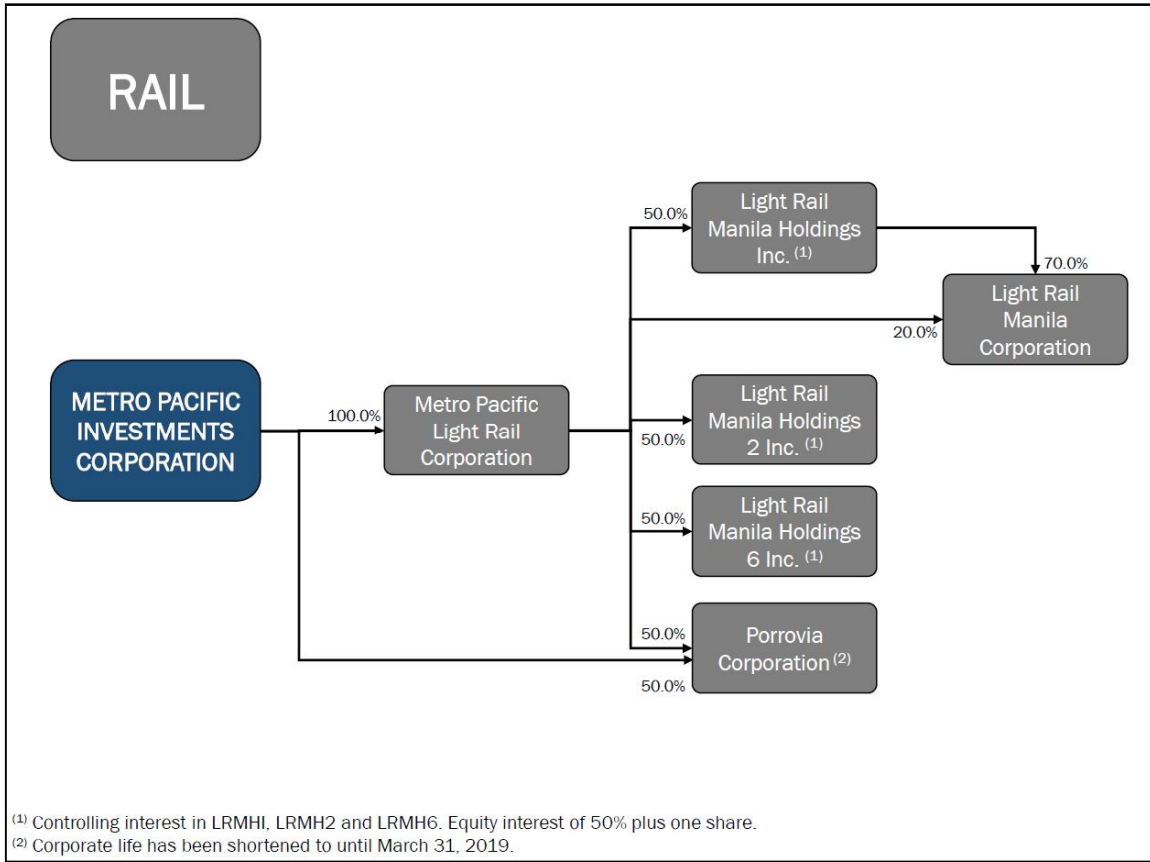 RAIL
50.0%
Light Rail
Manila Holdings
Inc. (1)
70.0%
Light Rail
Manila
Corporation
20.0%
METRO PACIFIC
INVESTMENTS
CORPORATION
100.0%
Metro Pacific
Light Rail
Corporation
Light Rail
Manila Holdings
2 Inc. (1)
50.0%
Light Rail
Manila Holdings
6 Inc. (1)
50.0%
50.0%
Porrovia
Corporation (2)
50.0%
(1) Controlling interest in LRMHI, LRMH2 and LRMH6. Equity interest of 50% plus one share.
(2) Corporate life has been shortened to until March 31, 2019.